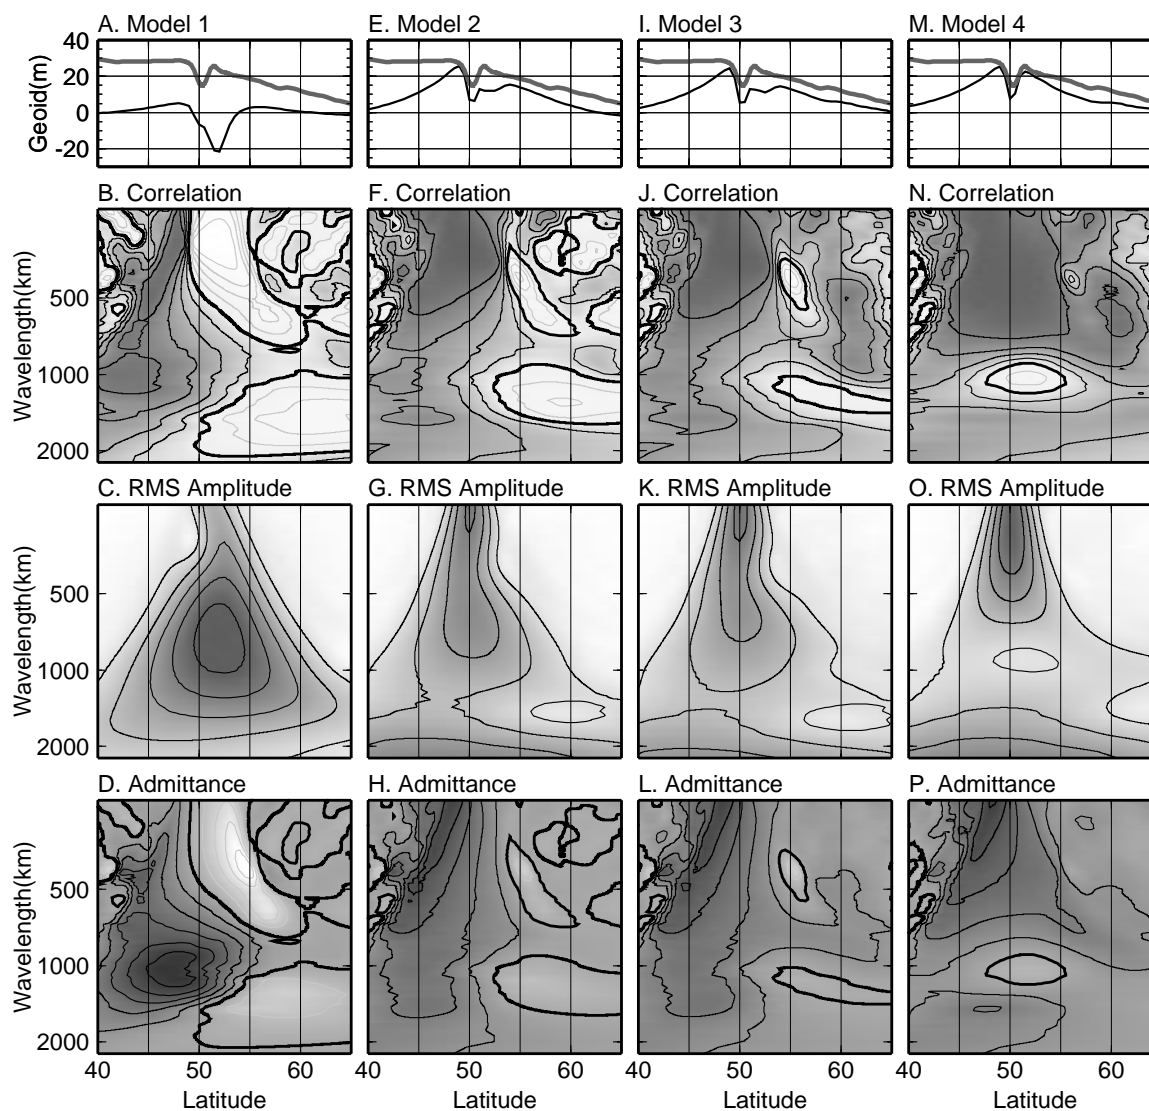 A. Model 1 E. Model 2 I. Model 3 M. Model 4
40
20
0
-20
Geoid(m)
B. Correlation F. Correlation J. Correlation N. Correlation
500
1000
2000
Wavelength(km)
C. RMS Amplitude G. RMS Amplitude K. RMS Amplitude O. RMS Amplitude
500
1000
2000
Wavelength(km)
D. Admittance H. Admittance L. Admittance P. Admittance
500
1000
2000
Wavelength(km)
40 50 60 50 60 40 50 60 50 60
Latitude Latitude Latitude Latitude